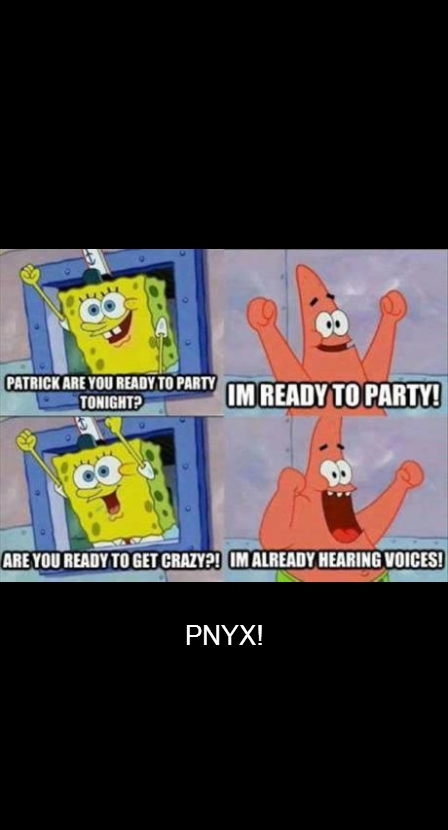 PATRICK ARE YOU READY TO PARTY
TONIGHT?
IM READY TO PARTY!
ARE YOU READY TO GET CRAZY?!
IM ALREADY HEARING VOICES!
PNYX!